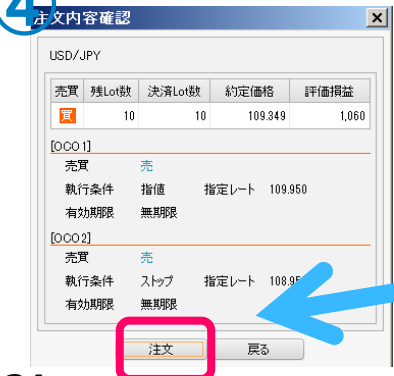 ④
注文内容確認
USD/JPY
売買 残Lot数 決済Lot数 約定価格 評価損益
買 10 10 109.349 1,060
[OCO1]
売買 売
執行条件 指値 指定レート 109.950
有効期限 無期限
[OCO2]
売買 売
執行条件 ストップ 指定レート
有効期限 無期限
注文 戻る